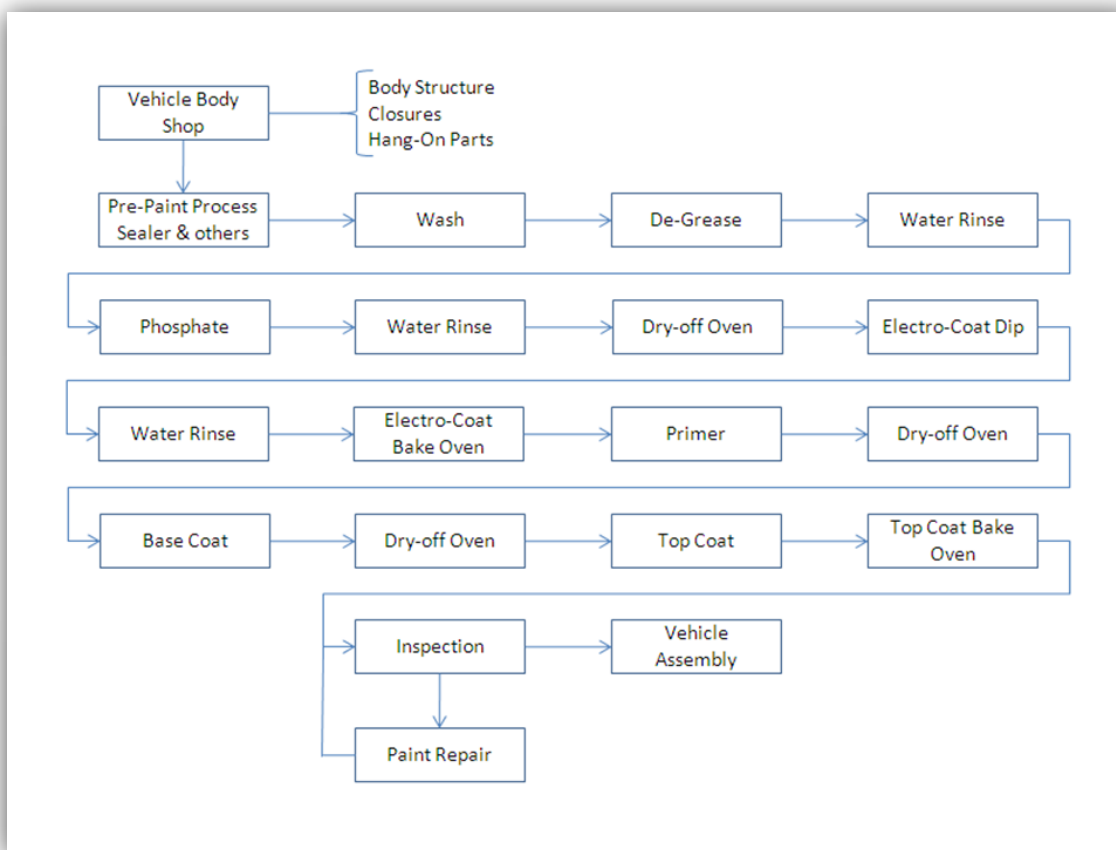 Vehicle Body
Shop
Body Structure
Closures
Hang-On Parts
Pre-Paint Process
Sealer & others
Wash
De-Grease
Water Rinse
Phosphate
Water Rinse
Dry-off Oven
Electro-Coat Dip
Water Rinse
Electro-Coat
Bake Oven
Primer
Dry-off Oven
Base Coat
Dry-off Oven
Top Coat
Top Coat Bake
Oven
Inspection
Vehicle
Assembly
Paint Repair